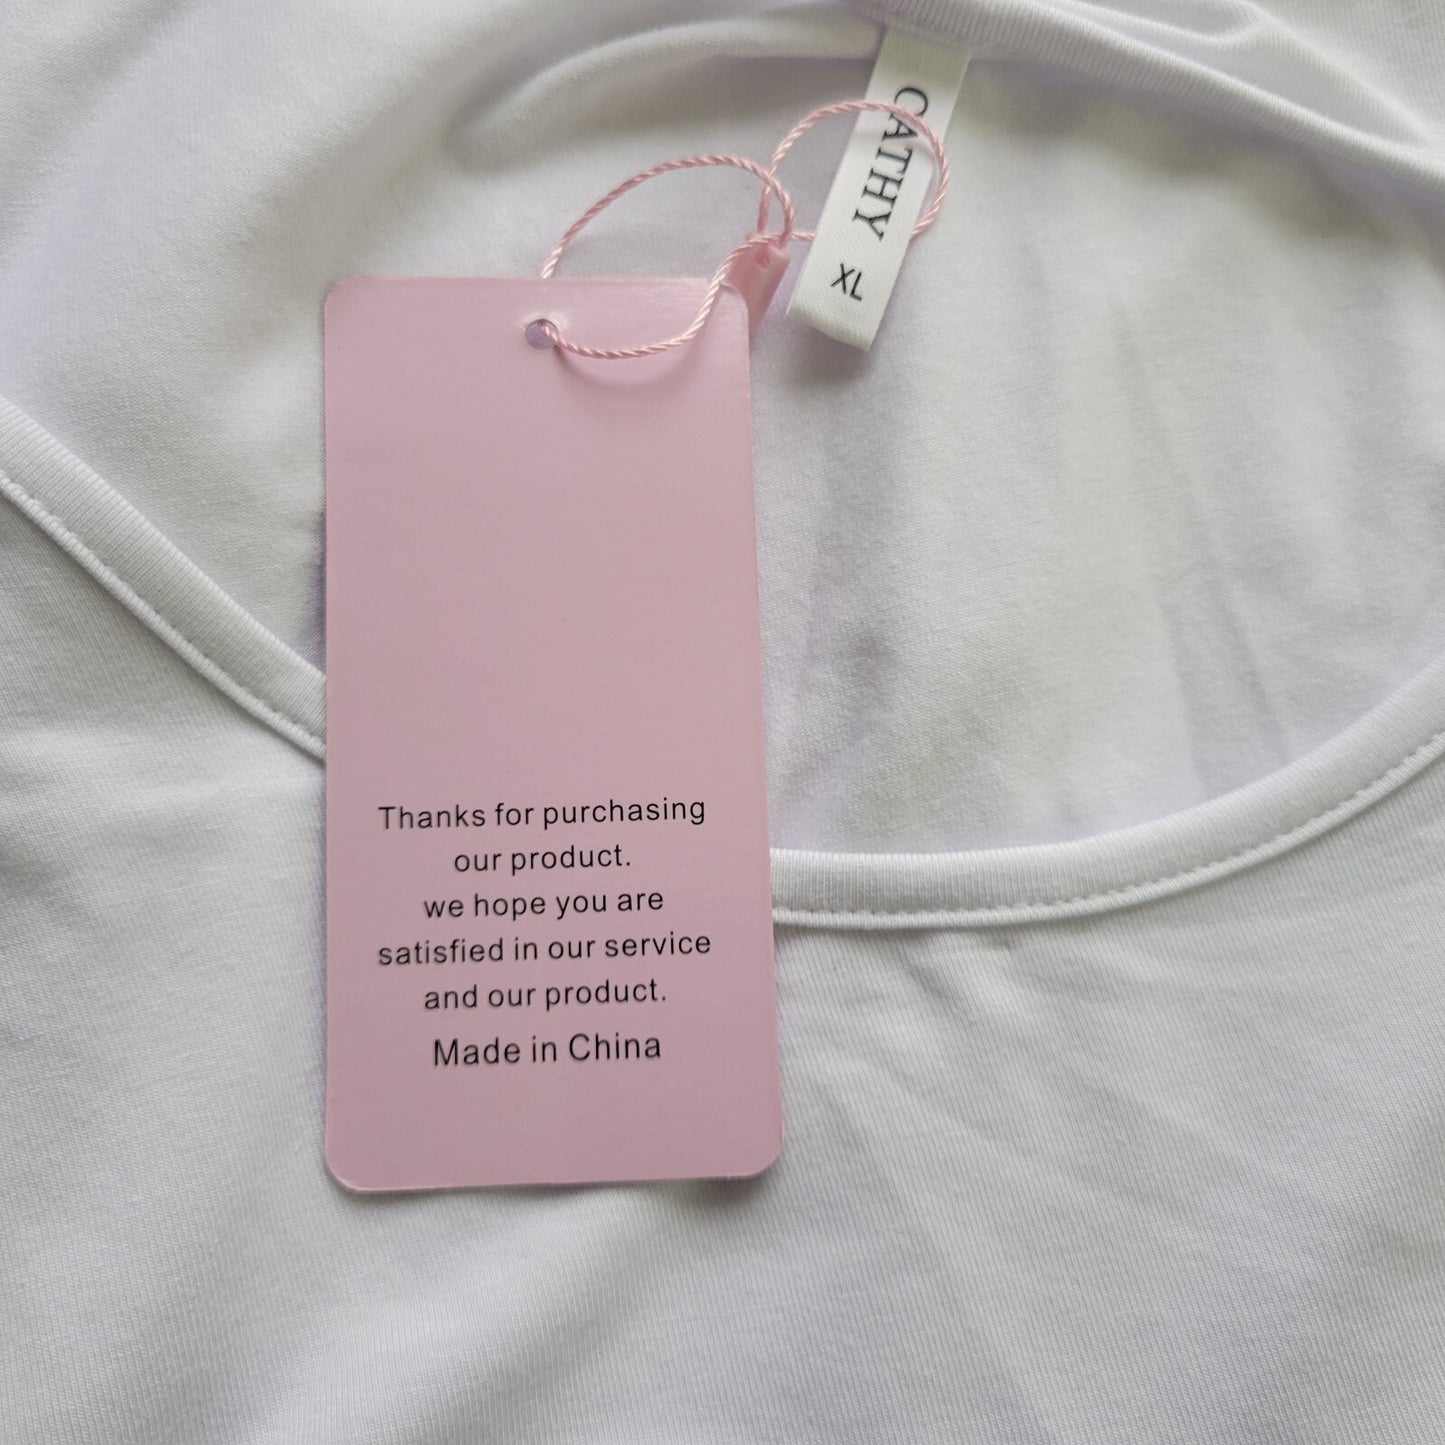 CATHY
XL
Thanks for purchasing
our product.
we hope you are
satisfied in our service
and our product.
Made in China